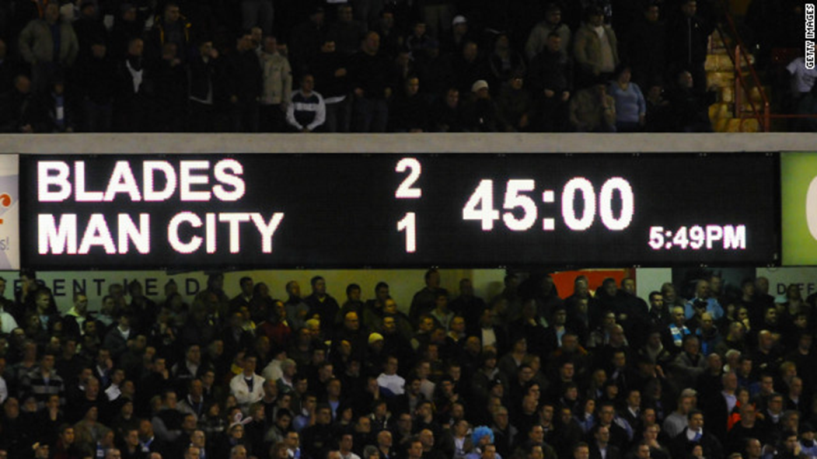 GETTY IMAGES
BLADES 2
MAN CITY 1
45:00
5:49PM